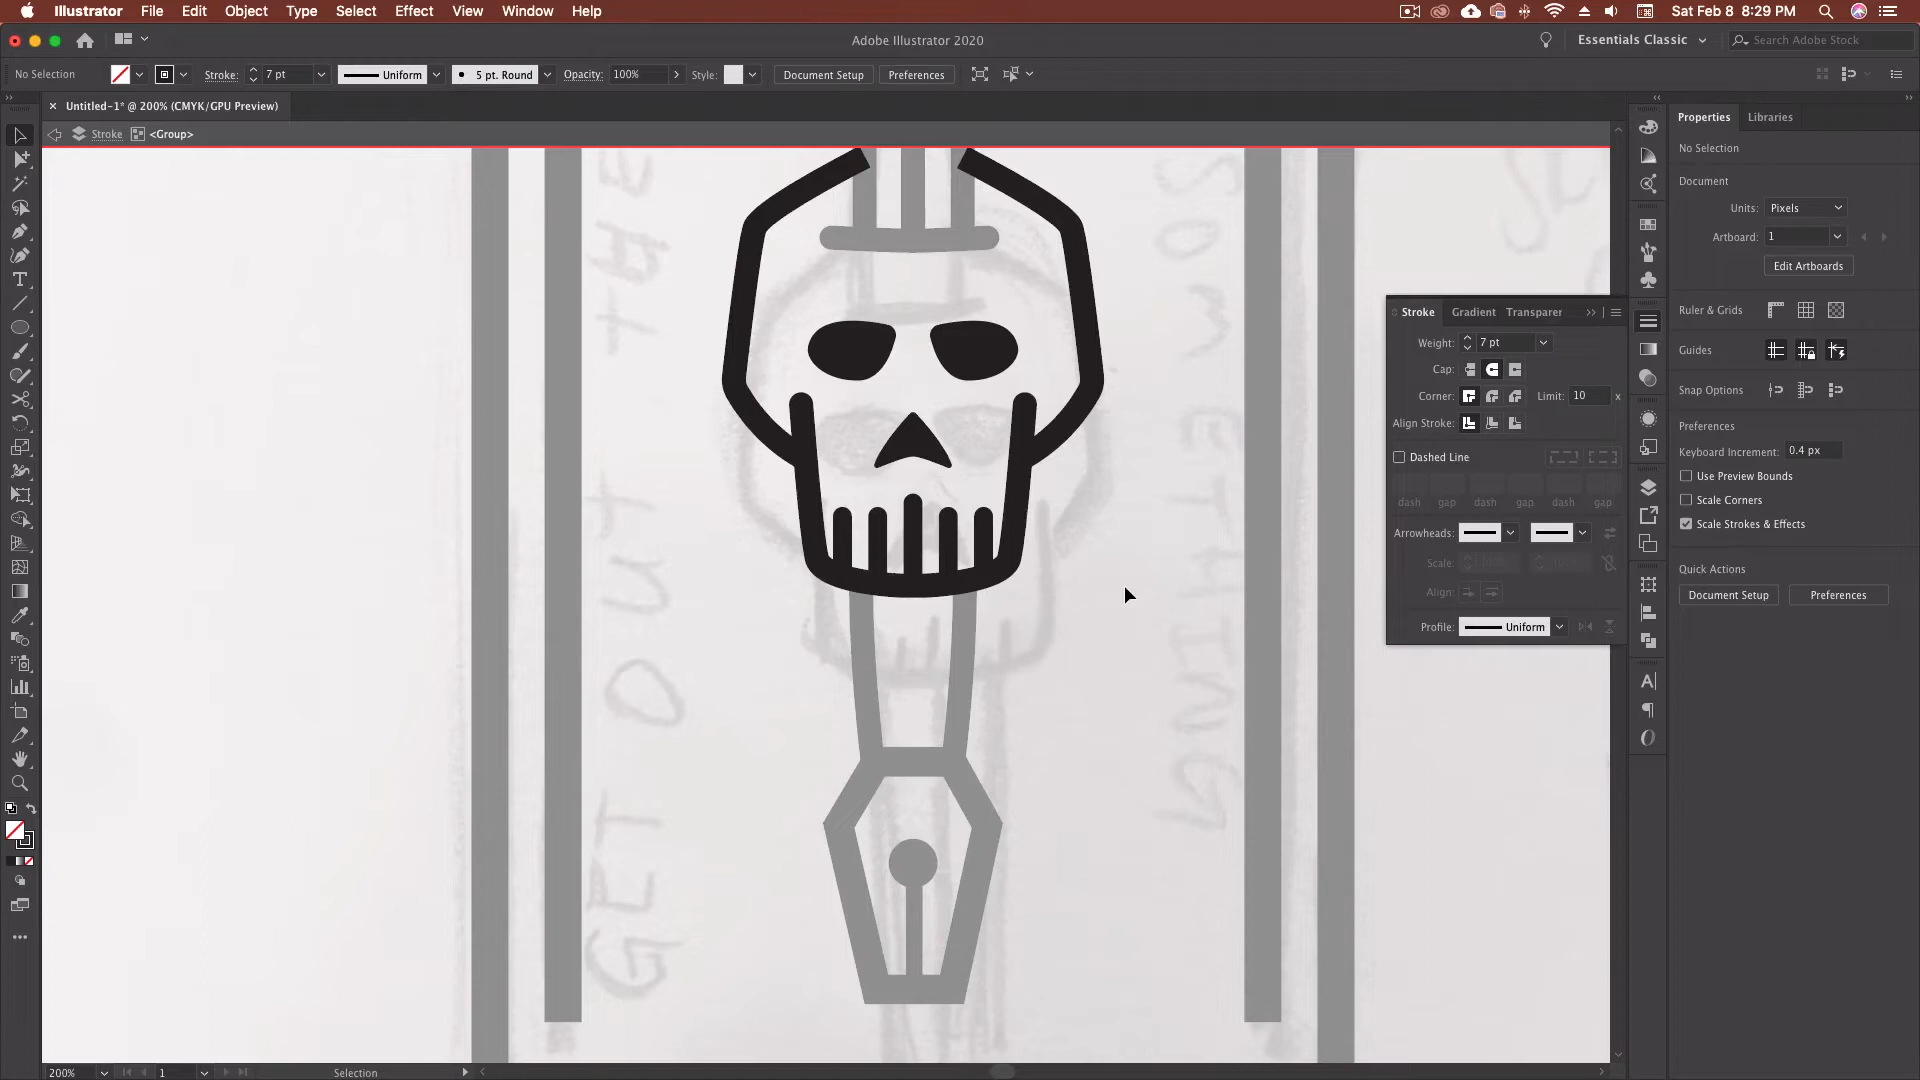 Illustrator File Edit Object Type Select Effect View Window Help
Sat Feb 8 8:29 PM
Adobe Illustrator 2020
Essentials Classic
Search Adobe Stock
No Selection
Stroke: 7 pt
Uniform
5 pt. Round
Opacity: 100%
Style:
Document Setup
Preferences
Untitled-1* @ 200% (CMYK/GPU Preview)
Stroke <Group>
Properties Libraries
No Selection
Document
Units: Pixels
Artboard: 1
Edit Artboards
Ruler & Grids
Guides
Snap Options
Preferences
Keyboard Increment: 0.4 px
Use Preview Bounds
Scale Corners
Scale Strokes & Effects
Quick Actions
Document Setup
Preferences
Stroke Gradient Transparer
Weight: 7 pt
Cap:
Corner: Limit: 10 x
Align Stroke:
Dashed Line
dash gap dash gap dash gap
Arrowheads:
Scale:
Align:
Profile: Uniform
GET OUT
SOMETHING
200% 1 Selection